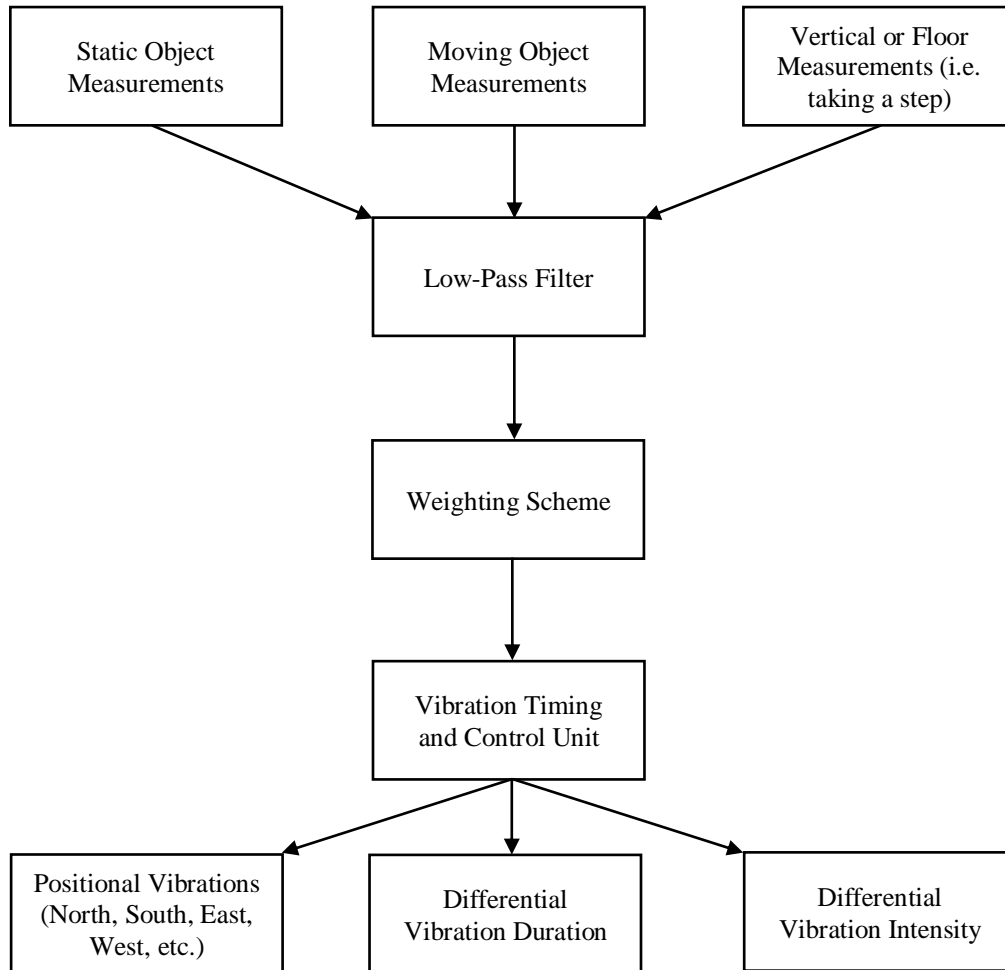 Static Object
Measurements
Moving Object
Measurements
Vertical or Floor
Measurements (i.e.
taking a step)
Low-Pass Filter
Weighting Scheme
Vibration Timing
and Control Unit
Positional Vibrations
(North, South, East,
West, etc.)
Differential
Vibration Duration
Differential
Vibration Intensity